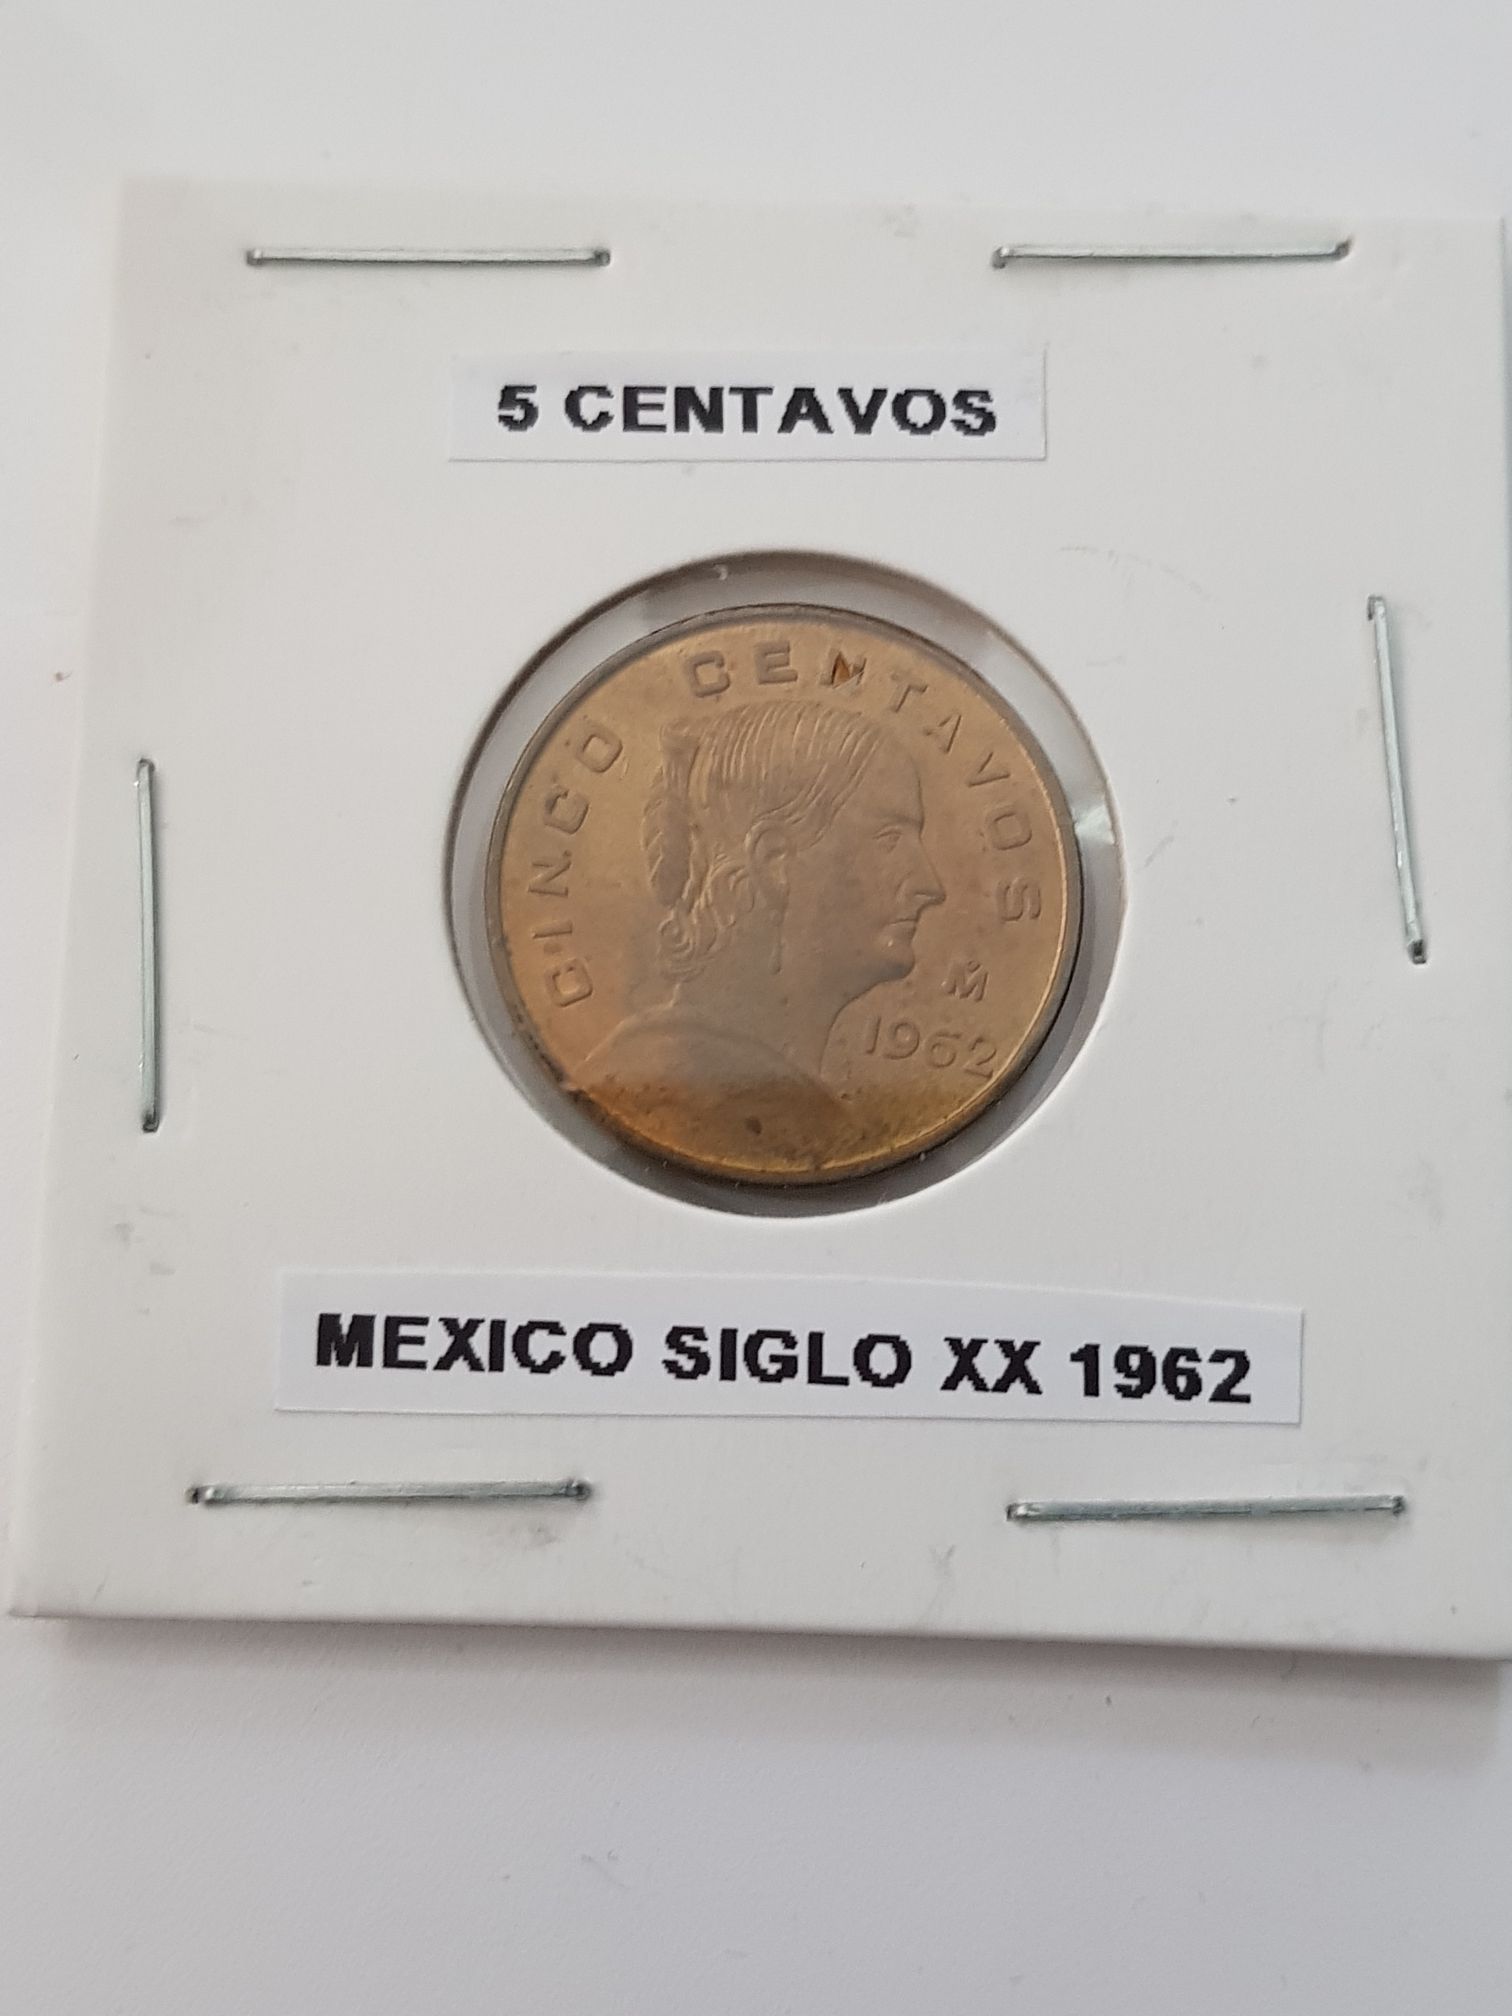 5 CENTAVOS
CINCO CENTAVOS
M̊
1962
MEXICO SIGLO XX 1962